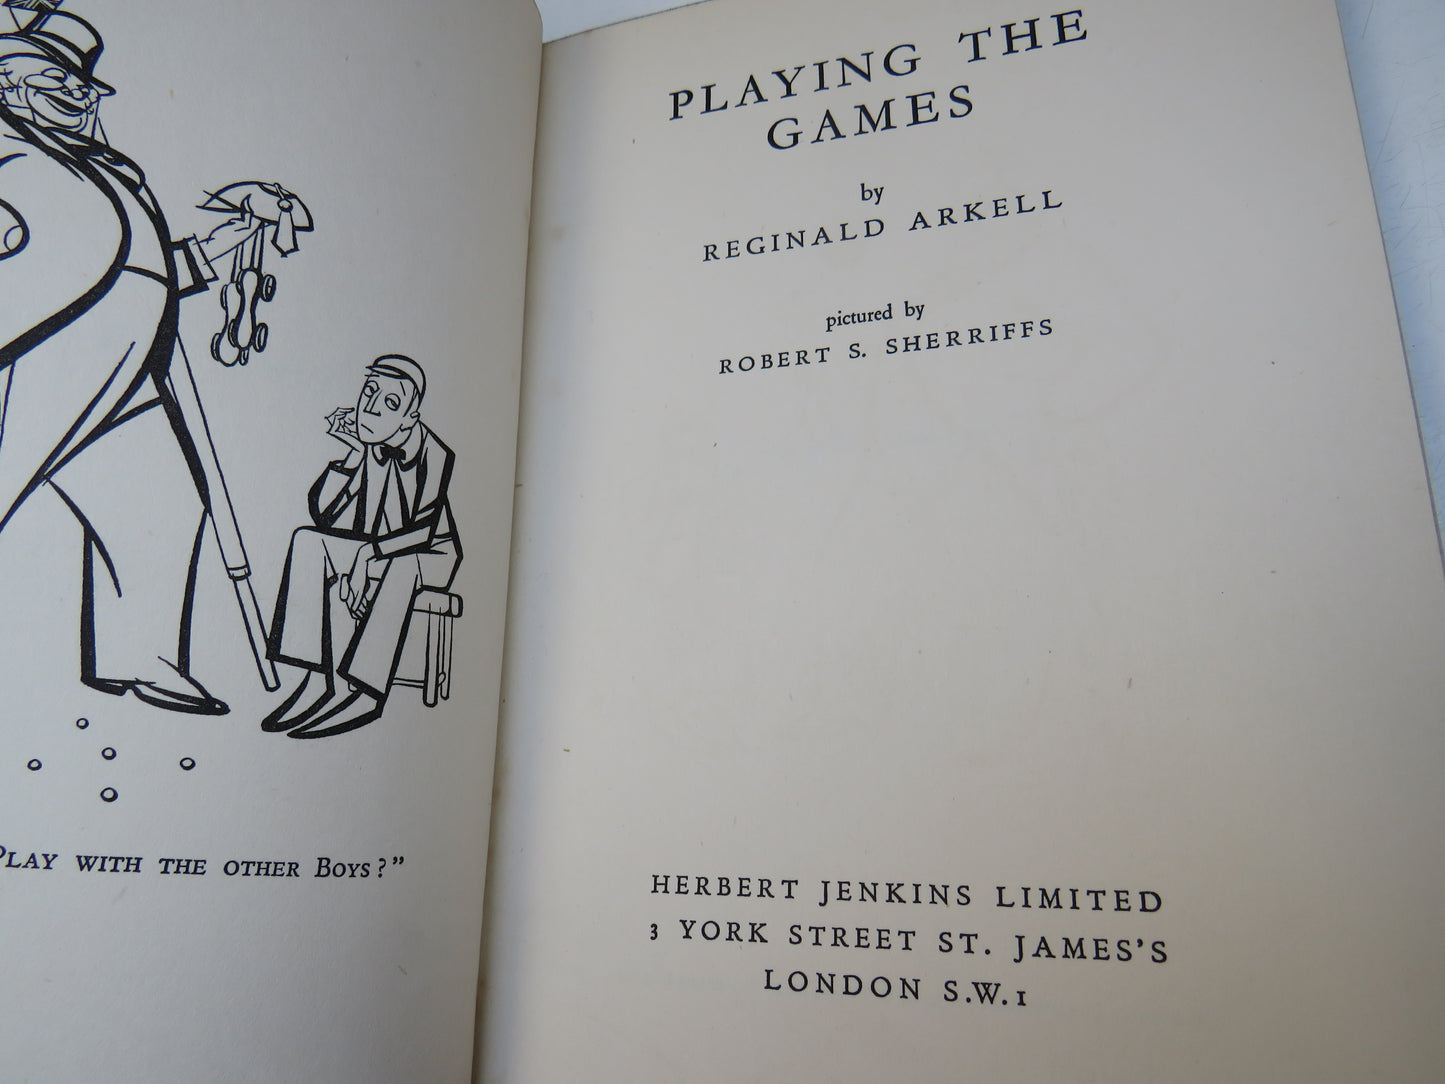 PLAY WITH THE OTHER BOYS?"
PLAYING THE
GAMES
by
REGINALD ARKELL
pictured by
ROBERT S. SHERRIFFS
HERBERT JENKINS LIMITED
3 YORK STREET ST. JAMES'S
LONDON S.W.1